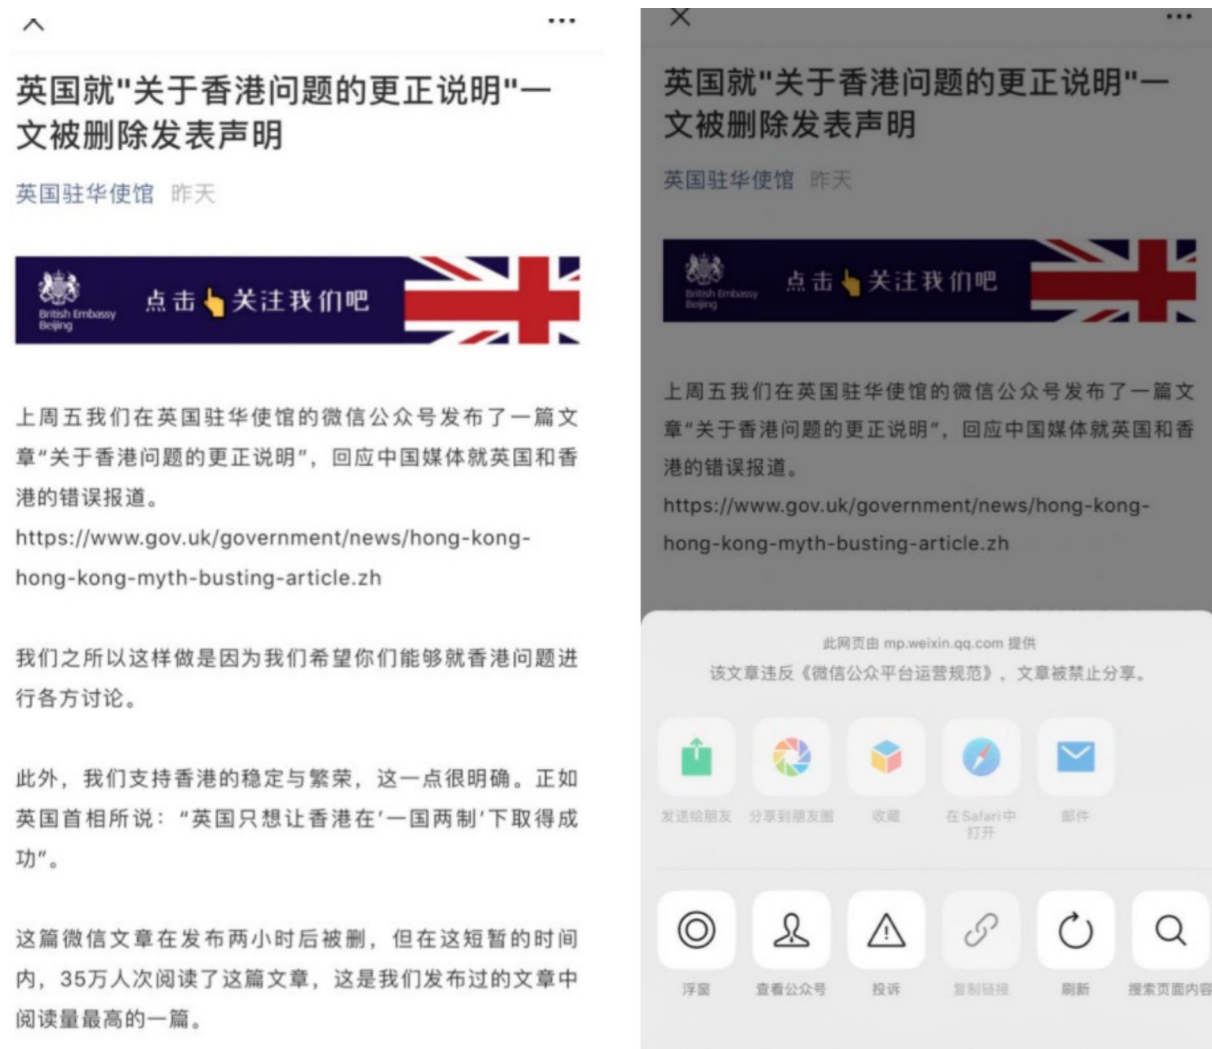 英国就"关于香港问题的更正说明"一
文被删除发表声明
英国驻华使馆 昨天
British Embassy
Beijing
点击👆关注我们吧
上周五我们在英国驻华使馆的微信公众号发布了一篇文
章“关于香港问题的更正说明”，回应中国媒体就英国和香
港的错误报道。
https://www.gov.uk/government/news/hong-kong-
hong-kong-myth-busting-article.zh
我们之所以这样做是因为我们希望你们能够就香港问题进
行各方讨论。
此外，我们支持香港的稳定与繁荣，这一点很明确。正如
英国首相所说：“英国只想让香港在'一国两制'下取得成
功”。
这篇微信文章在发布两小时后被删，但在这短暂的时间
内，35万人次阅读了这篇文章，这是我们发布过的文章中
阅读量最高的一篇。
英国就"关于香港问题的更正说明"一
文被删除发表声明
英国驻华使馆 昨天
British Embassy
Beijing
点击👆关注我们吧
上周五我们在英国驻华使馆的微信公众号发布了一篇文
章“关于香港问题的更正说明”，回应中国媒体就英国和香
港的错误报道。
https://www.gov.uk/government/news/hong-kong-
hong-kong-myth-busting-article.zh
此网页由 mp.weixin.qq.com 提供
该文章违反《微信公众平台运营规范》，文章被禁止分享。
发送给朋友 分享到朋友圈 收藏 在Safari中 邮件
打开
浮窗 查看公众号 投诉 复制链接 刷新 搜索页面内容